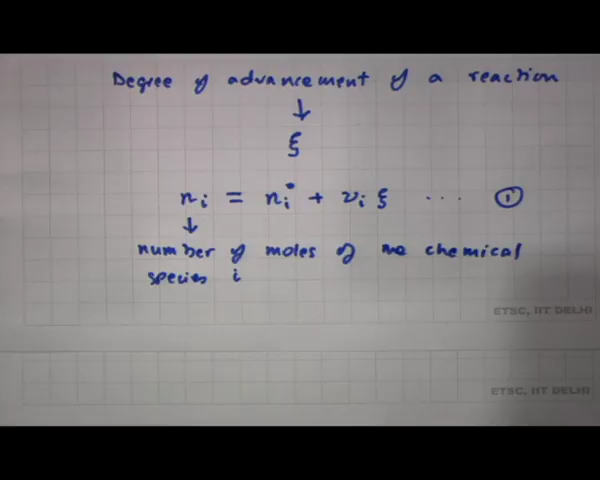 Degree of advancement of a reaction
↓
ξ
nᵢ = nᵢ° + νᵢ ξ ... ①
↓
number of moles of the chemical
species i
ETSC, IIT DELHI
ETSC, IIT DELHI